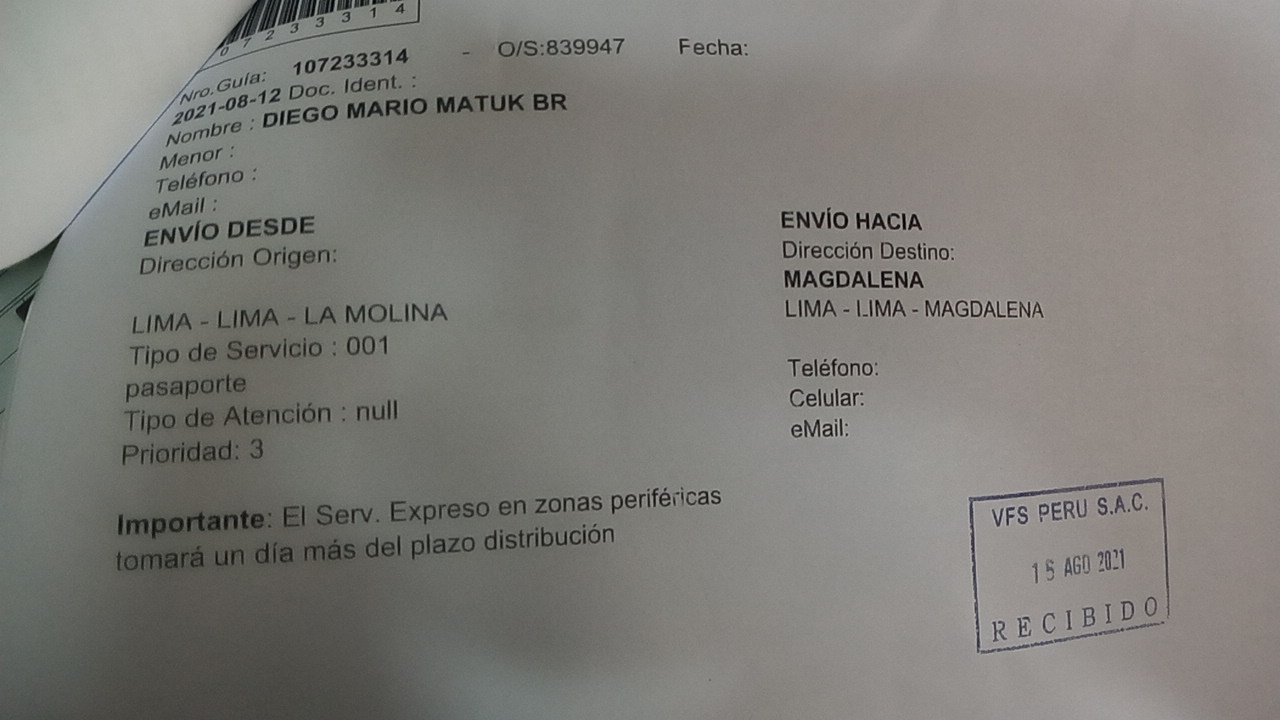 0 7 2 3 3 3 1 4
Nro.Guía: 107233314 - O/S:839947 Fecha:
2021-08-12 Doc. Ident. :
Nombre : DIEGO MARIO MATUK BR
Menor :
Teléfono :
eMail :
ENVÍO DESDE
Dirección Origen:
LIMA - LIMA - LA MOLINA
Tipo de Servicio : 001
pasaporte
Tipo de Atención : null
Prioridad: 3
Importante: El Serv. Expreso en zonas periféricas
tomará un día más del plazo distribución
ENVÍO HACIA
Dirección Destino:
MAGDALENA
LIMA - LIMA - MAGDALENA
Teléfono:
Celular:
eMail:
VFS PERU S.A.C.
AGO 2021
RECIBIDO